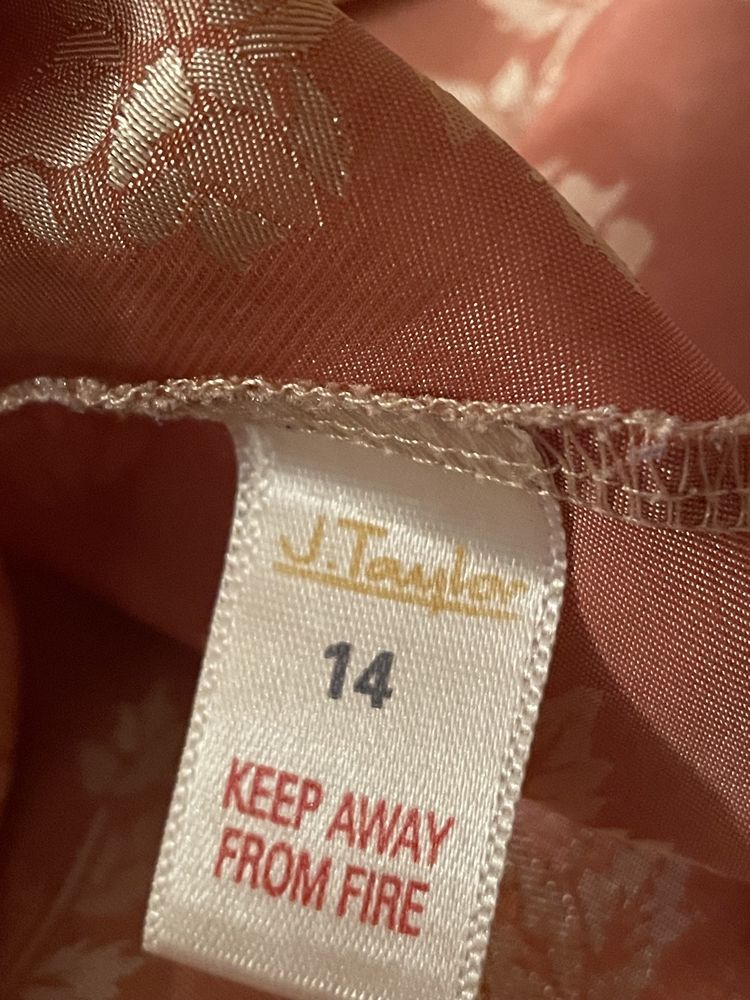 J.Taylor
14
KEEP AWAY
FROM FIRE